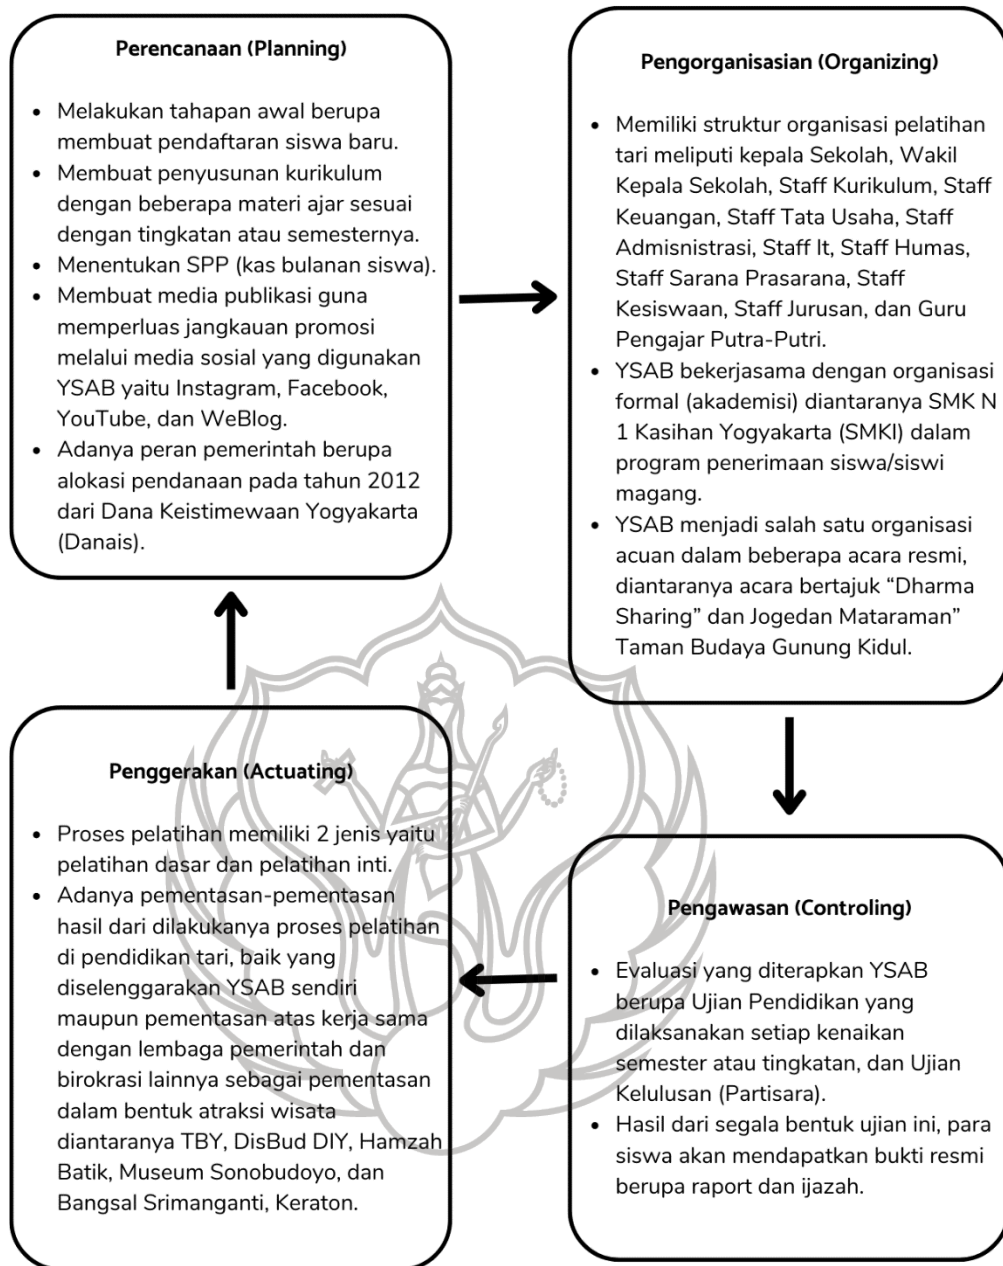 Perencanaan (Planning)
• Melakukan tahapan awal berupa
membuat pendaftaran siswa baru.
• Membuat penyusunan kurikulum
dengan beberapa materi ajar sesuai
dengan tingkatan atau semesternya.
• Menentukan SPP (kas bulanan siswa).
• Membuat media publikasi guna
memperluas jangkauan promosi
melalui media sosial yang digunakan
YSAB yaitu Instagram, Facebook,
YouTube, dan WeBlog.
• Adanya peran pemerintah berupa
alokasi pendanaan pada tahun 2012
dari Dana Keistimewaan Yogyakarta
(Danais).
Pengorganisasian (Organizing)
• Memiliki struktur organisasi pelatihan
tari meliputi kepala Sekolah, Wakil
Kepala Sekolah, Staff Kurikulum, Staff
Keuangan, Staff Tata Usaha, Staff
Admisnistrasi, Staff It, Staff Humas,
Staff Sarana Prasarana, Staff
Kesiswaan, Staff Jurusan, dan Guru
Pengajar Putra-Putri.
• YSAB bekerjasama dengan organisasi
formal (akademisi) diantaranya SMK N
1 Kasihan Yogyakarta (SMKI) dalam
program penerimaan siswa/siswi
magang.
• YSAB menjadi salah satu organisasi
acuan dalam beberapa acara resmi,
diantaranya acara bertajuk “Dharma
Sharing” dan Jogedan Mataraman”
Taman Budaya Gunung Kidul.
Penggerakan (Actuating)
• Proses pelatihan memiliki 2 jenis yaitu
pelatihan dasar dan pelatihan inti.
• Adanya pementasan-pementasan
hasil dari dilakukanya proses pelatihan
di pendidikan tari, baik yang
diselenggarakan YSAB sendiri
maupun pementasan atas kerja sama
dengan lembaga pemerintah dan
birokrasi lainnya sebagai pementasan
dalam bentuk atraksi wisata
diantaranya TBY, DisBud DIY, Hamzah
Batik, Museum Sonobudoyo, dan
Bangsal Srimanganti, Keraton.
Pengawasan (Controling)
• Evaluasi yang diterapkan YSAB
berupa Ujian Pendidikan yang
dilaksanakan setiap kenaikan
semester atau tingkatan, dan Ujian
Kelulusan (Partisara).
• Hasil dari segala bentuk ujian ini, para
siswa akan mendapatkan bukti resmi
berupa raport dan ijazah.